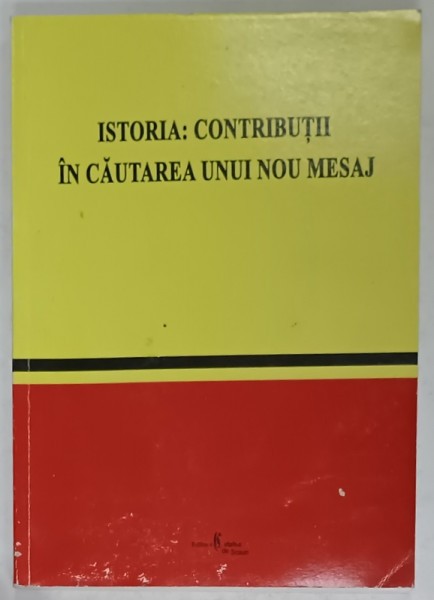 ISTORIA: CONTRIBUȚII
ÎN CĂUTAREA UNUI NOU MESAJ